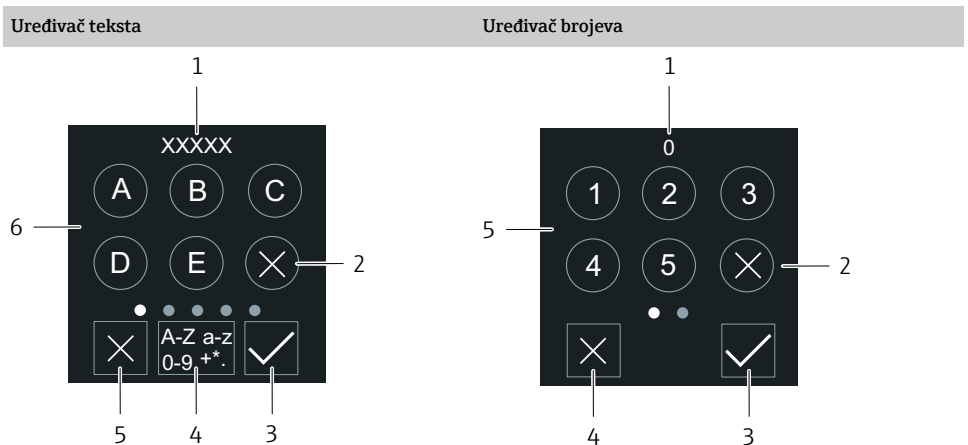 Uređivač teksta Uređivač brojeva
1 1
XXXXX 0
A B C 1 2 3
6 5
D E 2 4 5 2
A-Z a-z
0-9 +*.
5 4 3 4 3